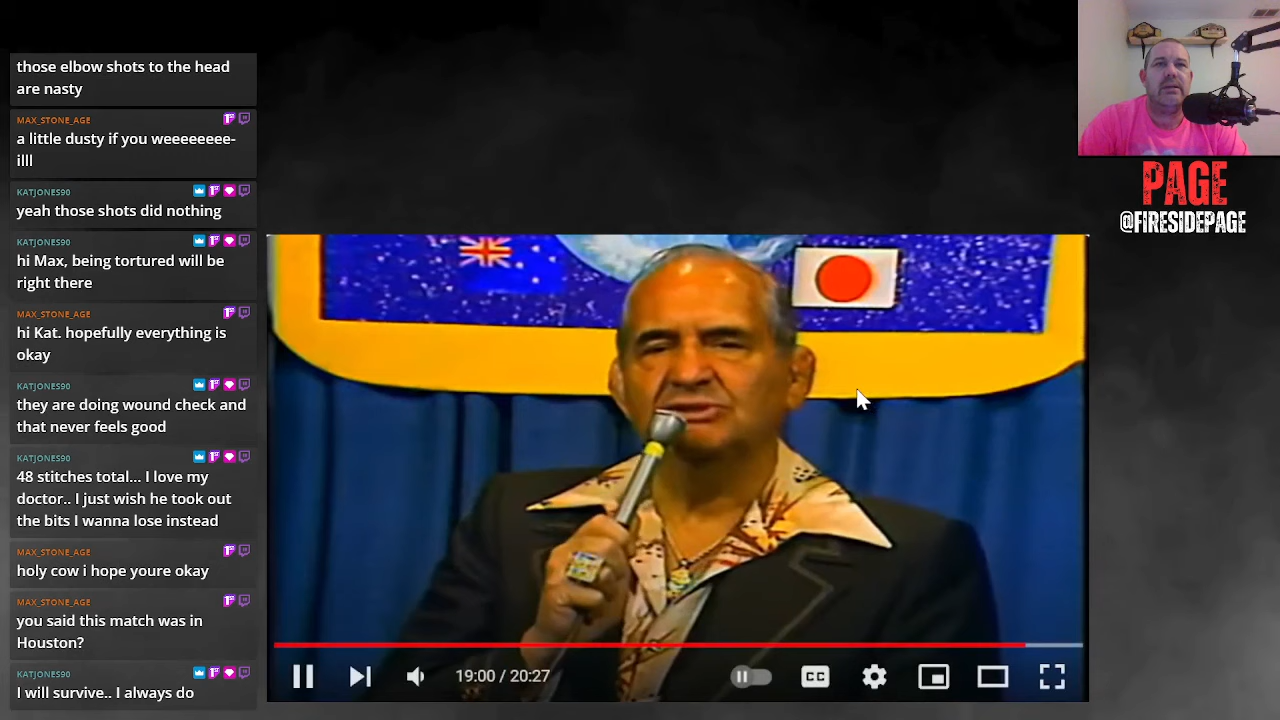 those elbow shots to the head
are nasty
MAX_STONE_AGE
a little dusty if you weeeeeeee-
illl
KATJONES90
yeah those shots did nothing
KATJONES90
hi Max, being tortured will be
right there
MAX_STONE_AGE
hi Kat. hopefully everything is
okay
KATJONES90
they are doing wound check and
that never feels good
KATJONES90
48 stitches total... I love my
doctor.. I just wish he took out
the bits I wanna lose instead
MAX_STONE_AGE
holy cow i hope youre okay
MAX_STONE_AGE
you said this match was in
Houston?
KATJONES90
I will survive.. I always do
PAGE
@FIRESIDEPAGE
19:00 / 20:27
CC